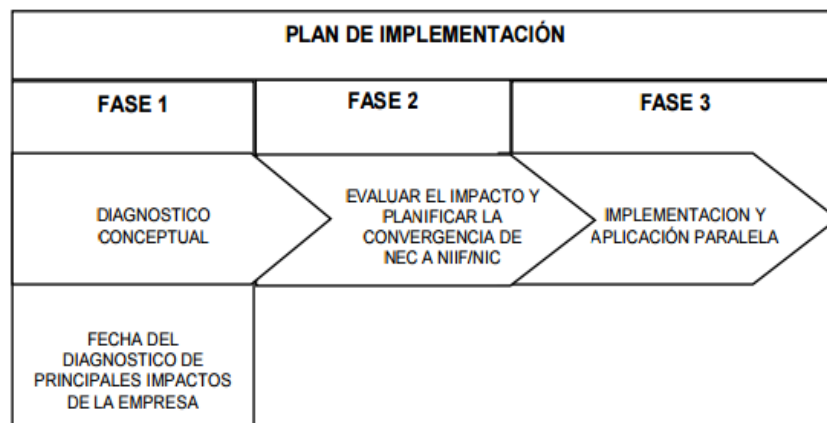 PLAN DE IMPLEMENTACIÓN
FASE 1
FASE 2
FASE 3
DIAGNOSTICO
CONCEPTUAL
EVALUAR EL IMPACTO Y
PLANIFICAR LA
CONVERGENCIA DE
NEC A NIIF/NIC
IMPLEMENTACION Y
APLICACIÓN PARALELA
FECHA DEL
DIAGNOSTICO DE
PRINCIPALES IMPACTOS
DE LA EMPRESA